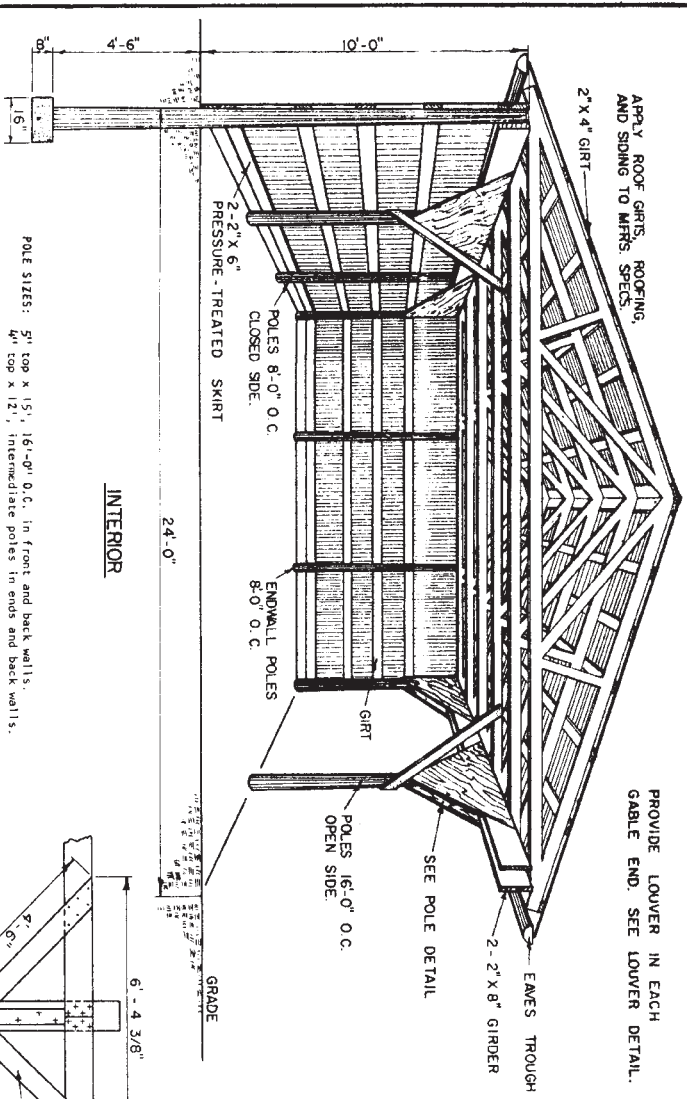 PROVIDE LOUVER IN EACH
GABLE END. SEE LOUVER DETAIL.
APPLY ROOF GIRTS, ROOFING,
AND SIDING TO MFRS. SPECS.
2"X4" GIRT
EAVES TROUGH
2-2"X8" GIRDER
SEE POLE DETAIL
POLES 16'-0" O.C.
OPEN SIDE.
GIRT
ENDWALL POLES
8'-0" O.C.
POLES 8'-0" O.C.
CLOSED SIDE.
2-2"X6"
PRESSURE-TREATED SKIRT
10'-0"
4'-6"
8"
16"
24'-0"
GRADE
INTERIOR
POLE SIZES: 5" top x 15', 16'-0" O.C. in front and back walls.
4" top x 12', intermediate poles in ends and back walls.
6'-4 3/8"
4'-6"